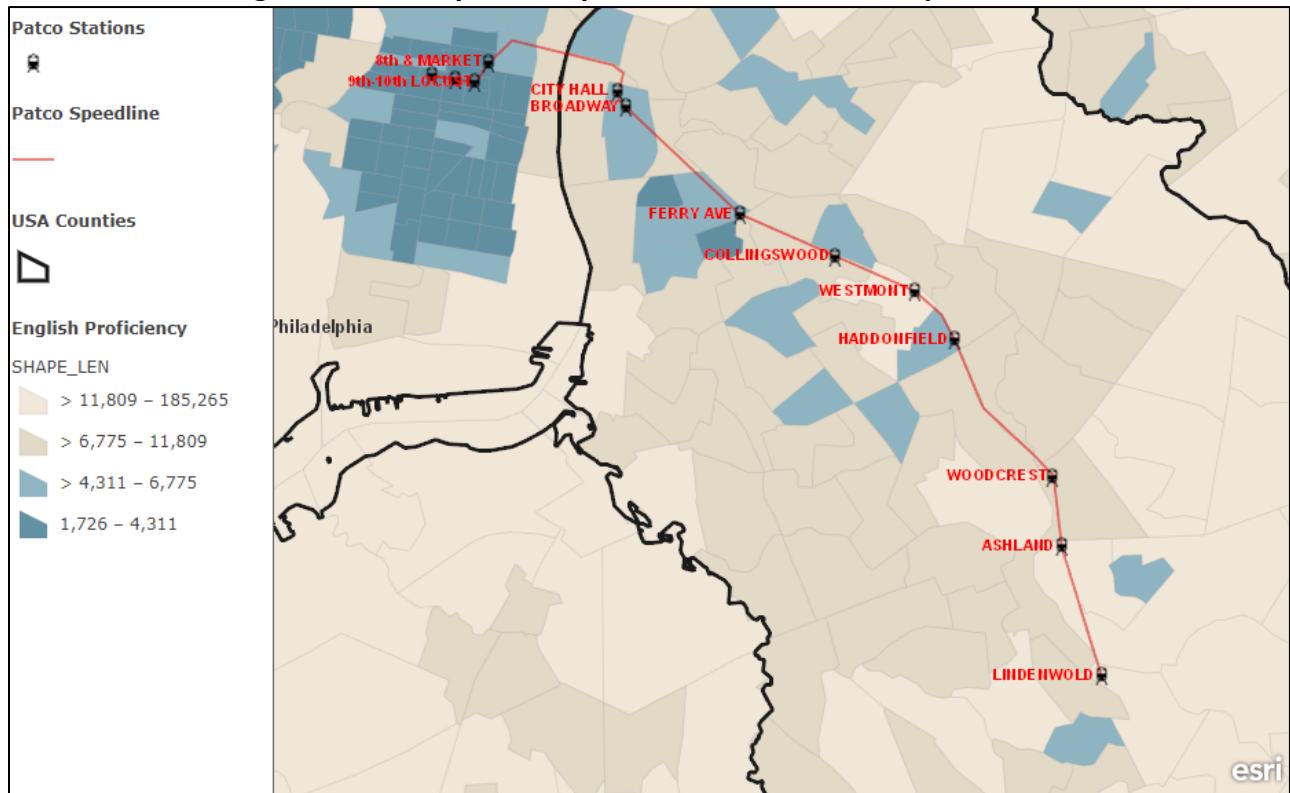 Patco Stations
Patco Speedline
USA Counties
English Proficiency
SHAPE_LEN
> 11,809 – 185,265
> 6,775 – 11,809
> 4,311 – 6,775
1,726 – 4,311
8th & MARKET
9th-10th LOCUST
CITY HALL
BROADWAY
FERRY AVE
COLLINGSWOOD
WESTMONT
HADDONFIELD
Philadelphia
WOODCREST
ASHLAND
LINDENWOLD
esri